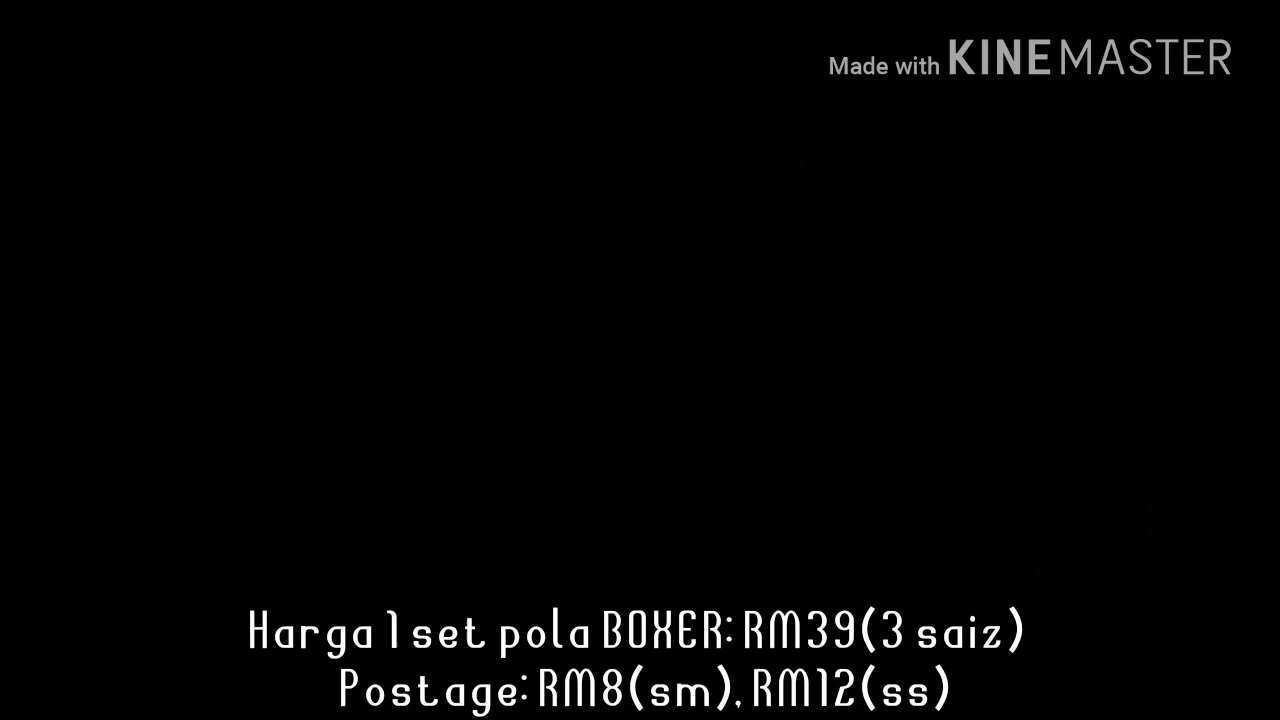 Made with KINEMASTER
Harga 1 set pola BOXER: RM39(3 saiz)
Postage: RM8(sm), RM12(ss)